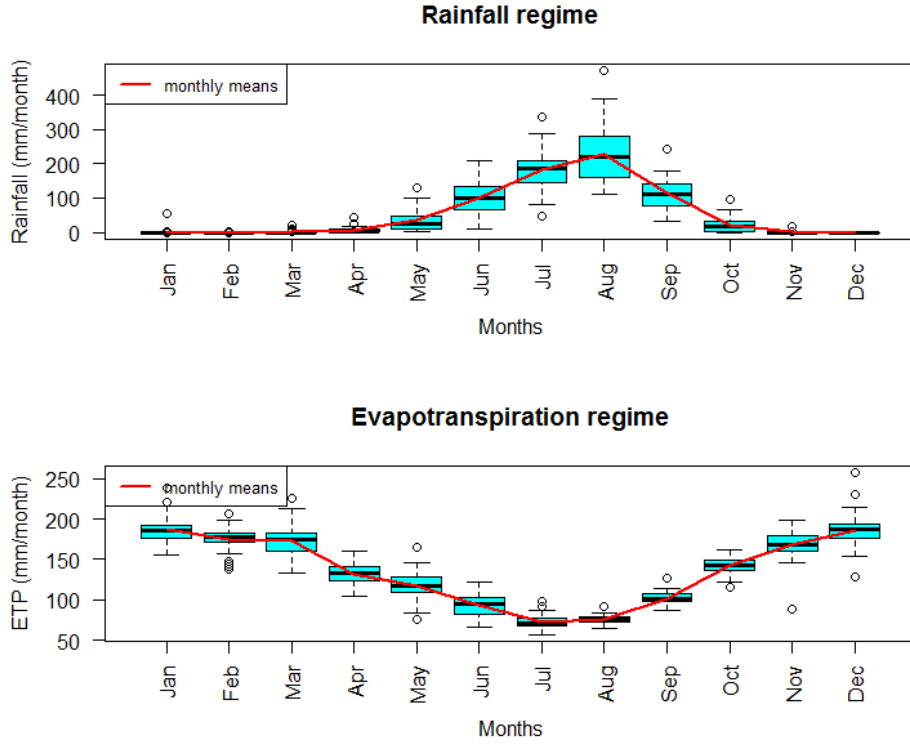 Rainfall regime
monthly means
Rainfall (mm/month)
400
300
200
100
0
Jan Feb Mar Apr May Jun Jul Aug Sep Oct Nov Dec
Months
Evapotranspiration regime
monthly means
ETP (mm/month)
250
200
150
100
50
Jan Feb Mar Apr May Jun Jul Aug Sep Oct Nov Dec
Months